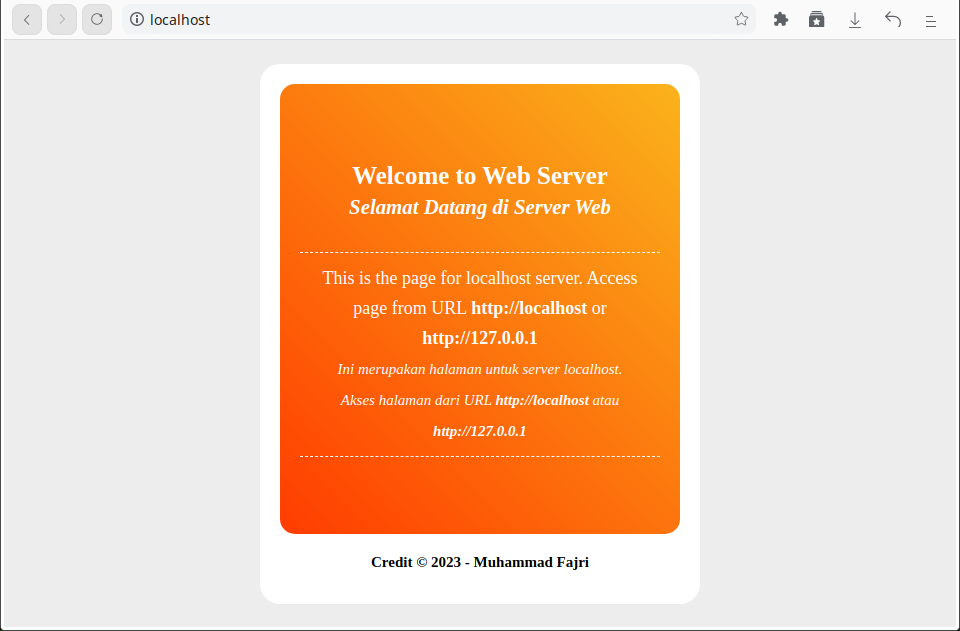 localhost
Welcome to Web Server
Selamat Datang di Server Web
This is the page for localhost server. Access
page from URL http://localhost or
http://127.0.0.1
Ini merupakan halaman untuk server localhost.
Akses halaman dari URL http://localhost atau
http://127.0.0.1
Credit © 2023 - Muhammad Fajri